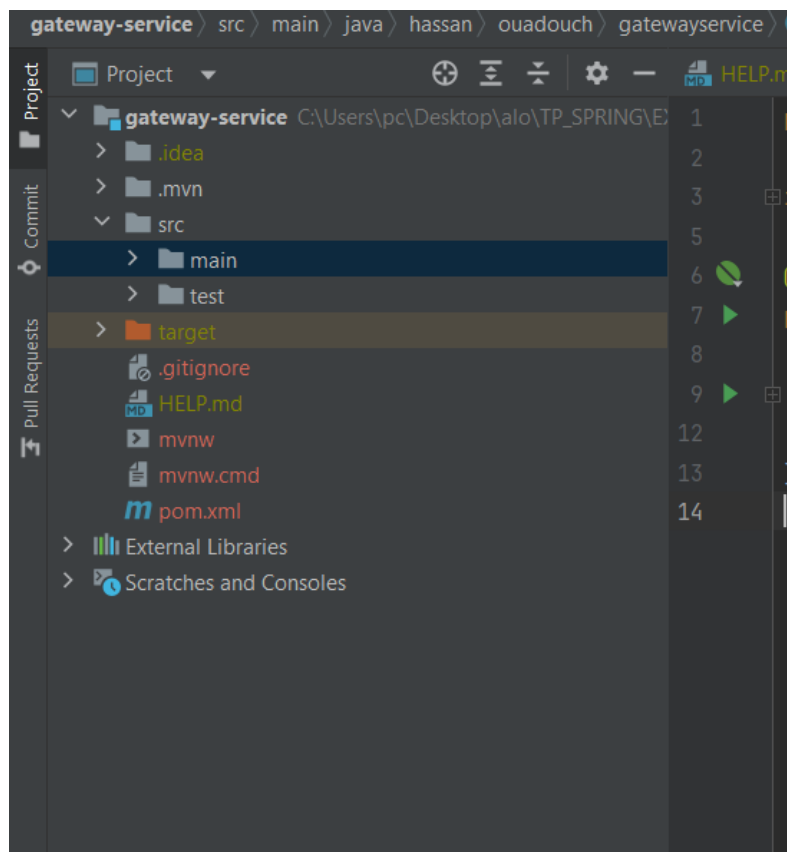 gateway-service 〉 src 〉 main 〉 java 〉 hassan 〉 ouadouch 〉 gatewayservice 〉
Project
Commit
Pull Requests
Project
HELP.m
gateway-service C:\Users\pc\Desktop\alo\TP_SPRING\E
.idea
.mvn
src
main
test
target
.gitignore
MD HELP.md
mvnw
mvnw.cmd
m pom.xml
External Libraries
Scratches and Consoles
1
2
3
5
6
7
8
9
12
13
14